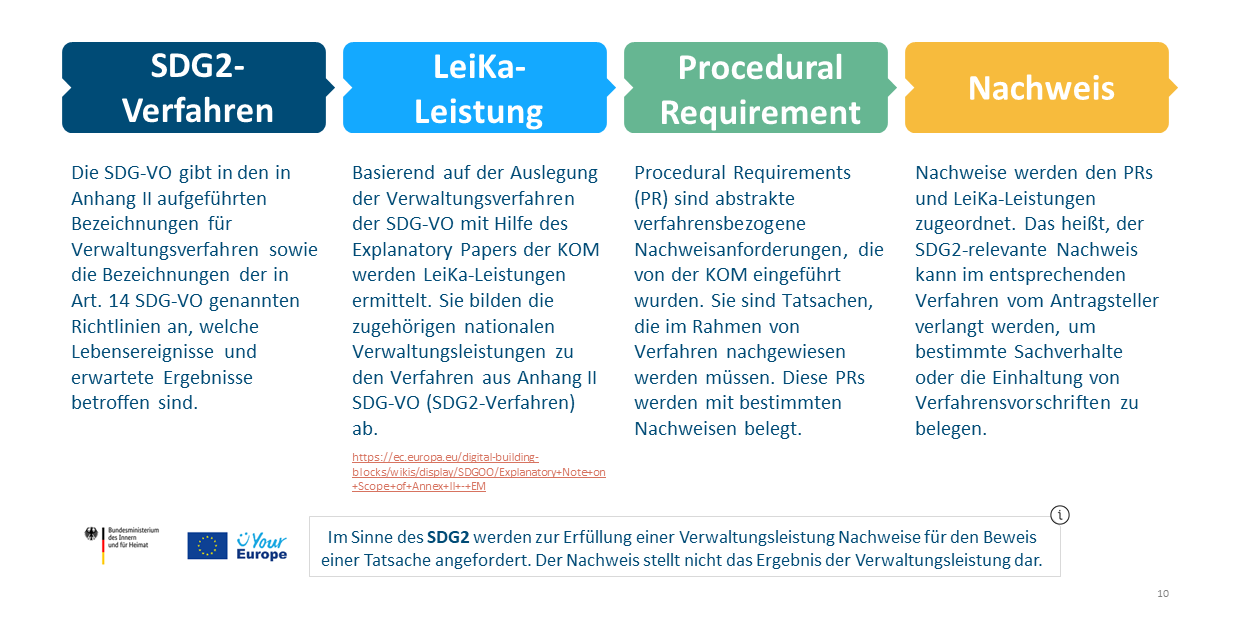 SDG2-
Verfahren
LeiKa-
Leistung
Procedural
Requirement
Nachweis
Die SDG-VO gibt in den in
Anhang II aufgeführten
Bezeichnungen für
Verwaltungsverfahren sowie
die Bezeichnungen der in
Art. 14 SDG-VO genannten
Richtlinien an, welche
Lebensereignisse und
erwartete Ergebnisse
betroffen sind.
Basierend auf der Auslegung
der Verwaltungsverfahren
der SDG-VO mit Hilfe des
Explanatory Papers der KOM
werden LeiKa-Leistungen
ermittelt. Sie bilden die
zugehörigen nationalen
Verwaltungsleistungen zu
den Verfahren aus Anhang II
SDG-VO (SDG2-Verfahren)
ab.
https://ec.europa.eu/digital-building-
blocks/wikis/display/SDGOO/Explanatory+Note+on
+Scope+of+Annex+II+-+EM
Procedural Requirements
(PR) sind abstrakte
verfahrensbezogene
Nachweisanforderungen, die
von der KOM eingeführt
wurden. Sie sind Tatsachen,
die im Rahmen von
Verfahren nachgewiesen
werden müssen. Diese PRs
werden mit bestimmten
Nachweisen belegt.
Nachweise werden den PRs
und LeiKa-Leistungen
zugeordnet. Das heißt, der
SDG2-relevante Nachweis
kann im entsprechenden
Verfahren vom Antragsteller
verlangt werden, um
bestimmte Sachverhalte
oder die Einhaltung von
Verfahrensvorschriften zu
belegen.
Bundesministerium
des Innern
und für Heimat
Your
Europe
i
Im Sinne des SDG2 werden zur Erfüllung einer Verwaltungsleistung Nachweise für den Beweis
einer Tatsache angefordert. Der Nachweis stellt nicht das Ergebnis der Verwaltungsleistung dar.
10